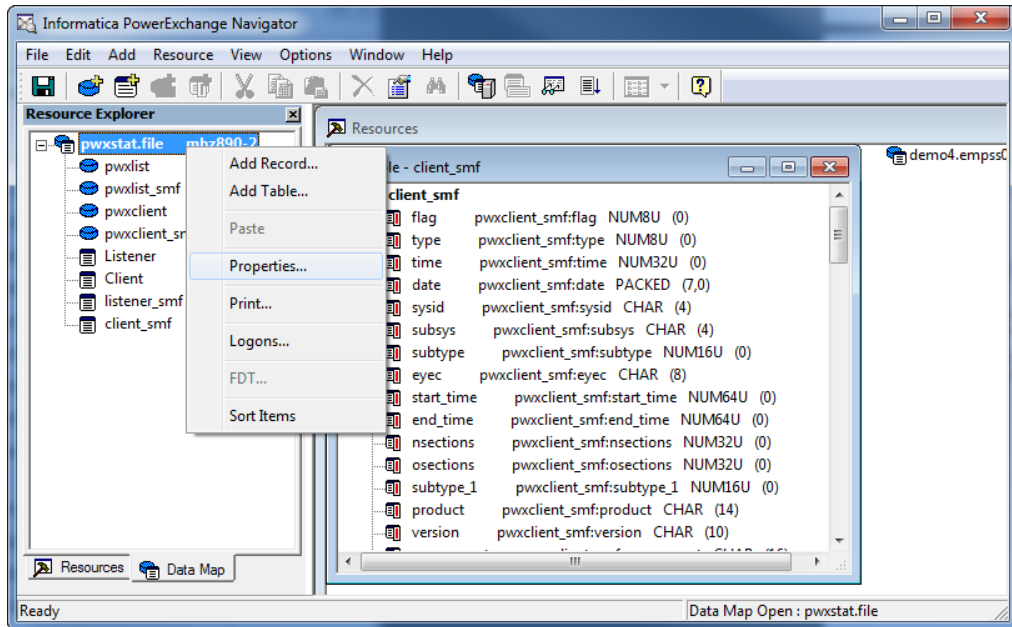 Informatica PowerExchange Navigator
File Edit Add Resource View Options Window Help
Resource Explorer
pwxstat.file mhz890-2
pwxlist
pwxlist_smf
pwxclient
Listener
Client
listener_smf
client_smf
Add Record...
Add Table...
Paste
Properties...
Print...
Logons...
FDT...
Sort Items
Resources
le - client_smf
client_smf
flag pwxclient_smf:flag NUM8U (0)
type pwxclient_smf:type NUM8U (0)
time pwxclient_smf:time NUM32U (0)
date pwxclient_smf:date PACKED (7,0)
sysid pwxclient_smf:sysid CHAR (4)
subsys pwxclient_smf:subsys CHAR (4)
subtype pwxclient_smf:subtype NUM16U (0)
eyec pwxclient_smf:eyec CHAR (8)
start_time pwxclient_smf:start_time NUM64U (0)
end_time pwxclient_smf:end_time NUM64U (0)
nsections pwxclient_smf:nsections NUM32U (0)
osections pwxclient_smf:osections NUM32U (0)
subtype_1 pwxclient_smf:subtype_1 NUM16U (0)
product pwxclient_smf:product CHAR (14)
version pwxclient_smf:version CHAR (10)
Resources Data Map
Ready
Data Map Open : pwxstat.file